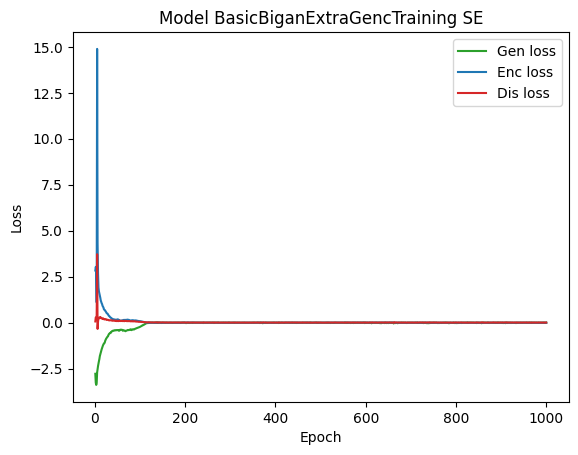 Model BasicBiganExtraGencTraining SE
Gen loss
Enc loss
Dis loss
Loss
15.0
12.5
10.0
7.5
5.0
2.5
0.0
−2.5
0
200
400
600
800
1000
Epoch